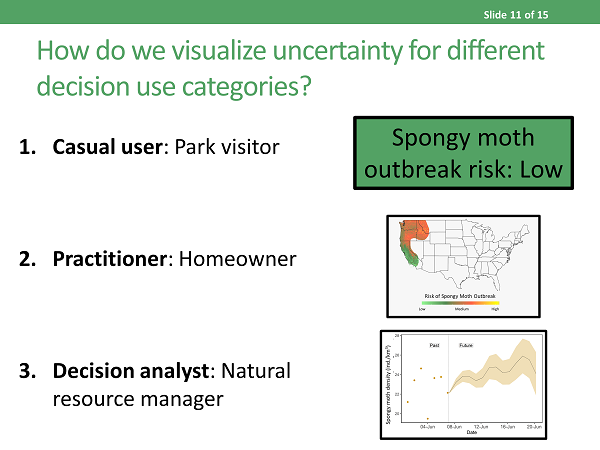 Slide 11 of 15
How do we visualize uncertainty for different
decision use categories?
1. Casual user: Park visitor
Spongy moth
outbreak risk: Low
2. Practitioner: Homeowner
Risk of Spongy Moth Outbreak
Low Medium High
3. Decision analyst: Natural
resource manager
Spongy moth density (ind./km²)
28
26
24
22
20
Past Future
04-Jun 08-Jun 12-Jun 16-Jun 20-Jun
Date